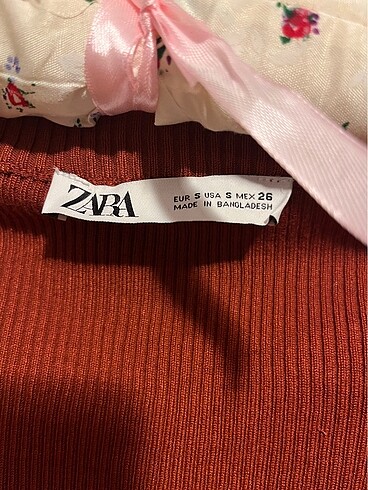 ZARA
EUR S USA S MEX 26
MADE IN BANGLADESH